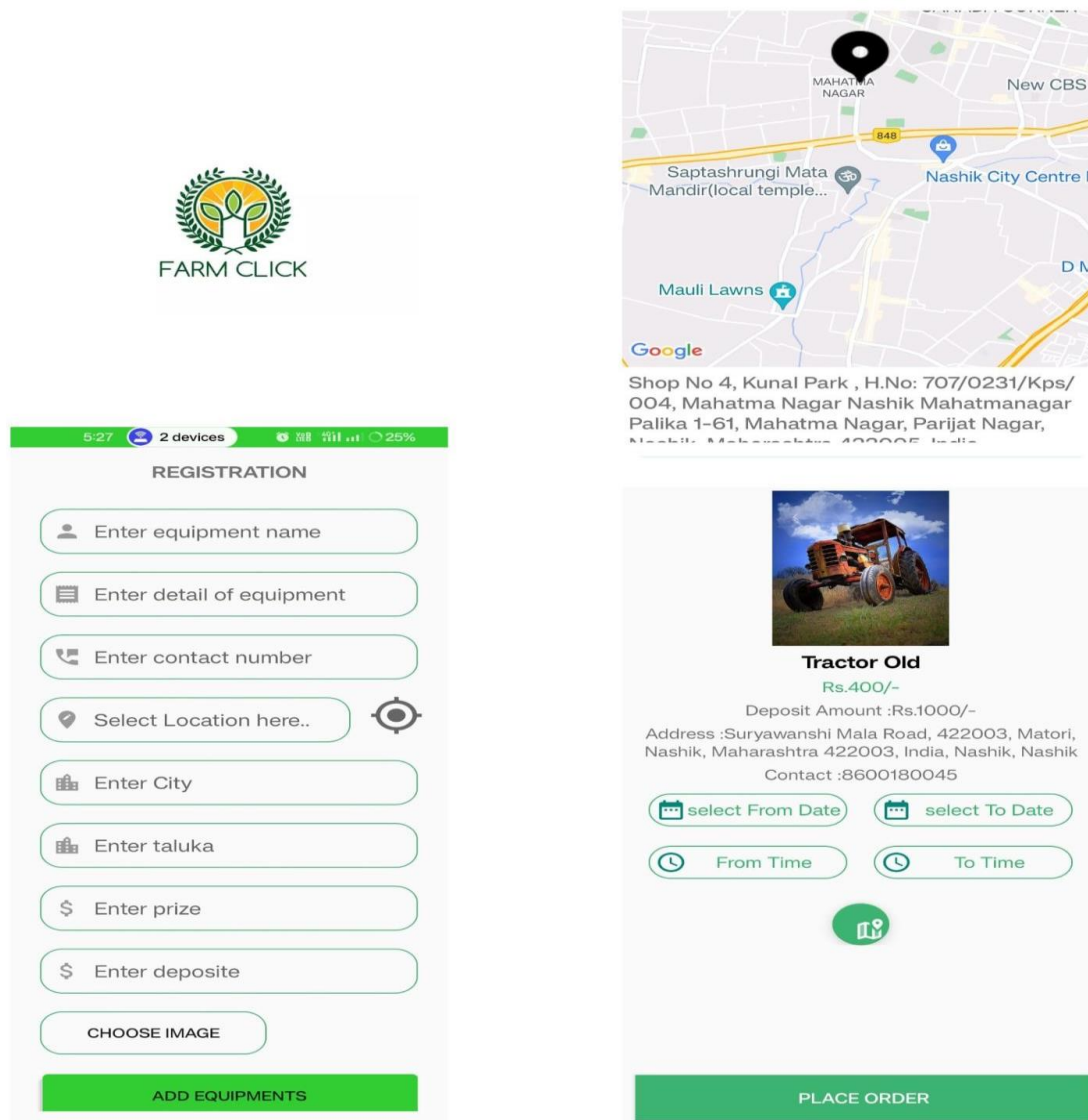 FARM CLICK
5:27
2 devices
25%
REGISTRATION
Enter equipment name
Enter detail of equipment
Enter contact number
Select Location here..
Enter City
Enter taluka
$ Enter prize
$ Enter deposite
CHOOSE IMAGE
ADD EQUIPMENTS
MAHATMA
NAGAR
New CBS
848
Saptashrungi Mata
Mandir(local temple...
Nashik City Centre
D
Mauli Lawns
Google
Shop No 4, Kunal Park , H.No: 707/0231/Kps/
004, Mahatma Nagar Nashik Mahatmanagar
Palika 1-61, Mahatma Nagar, Parijat Nagar,
Nashik, Maharashtra 422005, India
Tractor Old
Rs.400/-
Deposit Amount :Rs.1000/-
Address :Suryawanshi Mala Road, 422003, Matori,
Nashik, Maharashtra 422003, India, Nashik, Nashik
Contact :8600180045
select From Date
select To Date
From Time
To Time
PLACE ORDER